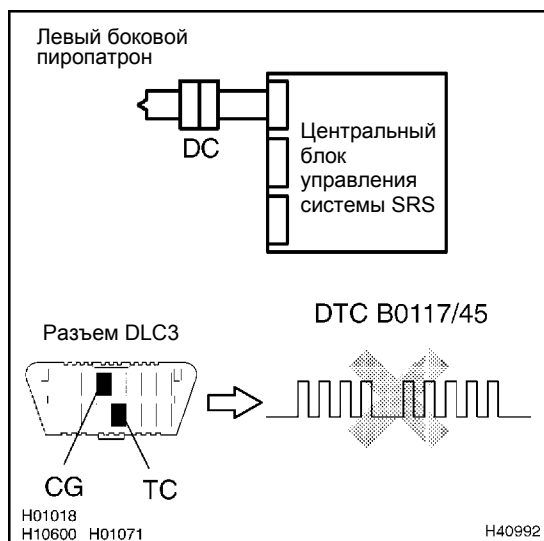 Левый боковой
пиропатрон
DC
Центральный
блок
управления
системы SRS
DTC B0117/45
Разъем DLC3
CG
TC
H01018
H10600 H01071
H40992